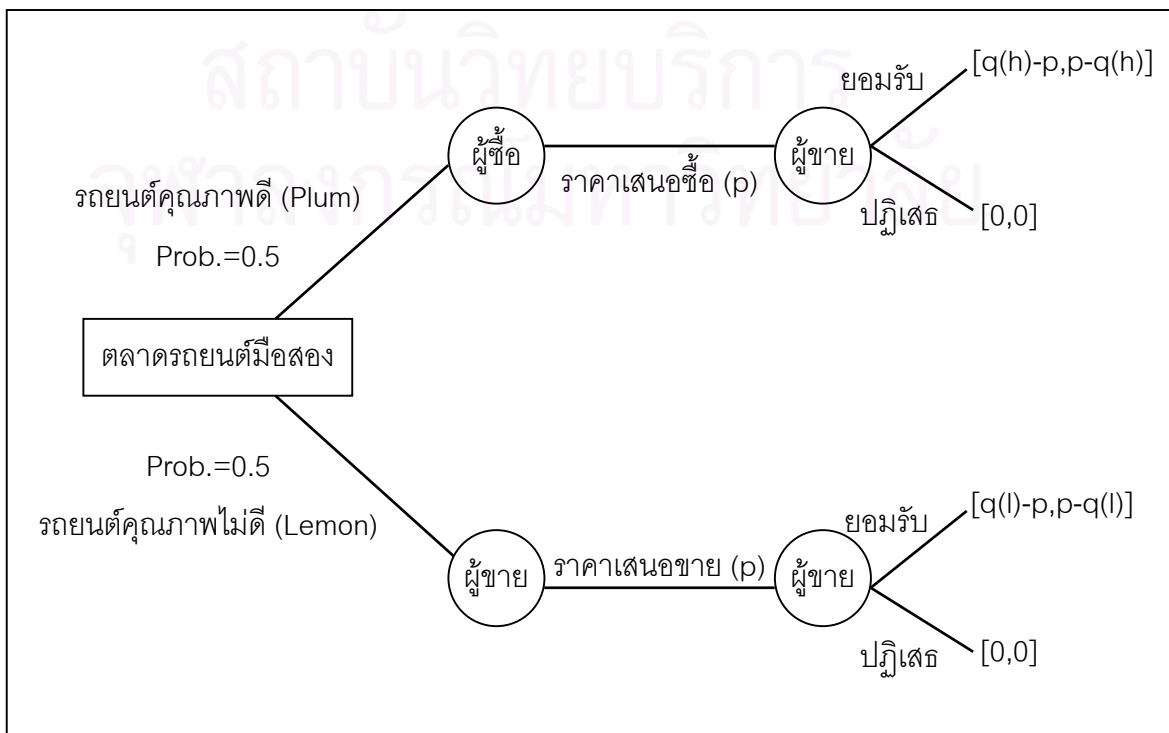 สถาบันวิทยบริการ
จุฬาลงกรณ์มหาวิทยาลัย
[q(h)-p,p-q(h)]
ยอมรับ
ผู้ซื้อ
ราคาเสนอซื้อ (p)
ผู้ขาย
ปฏิเสธ
[0,0]
รถยนต์คุณภาพดี (Plum)
Prob.=0.5
ตลาดรถยนต์มือสอง
Prob.=0.5
รถยนต์คุณภาพไม่ดี (Lemon)
[q(l)-p,p-q(l)]
ยอมรับ
ผู้ขาย
ราคาเสนอขาย (p)
ผู้ขาย
ปฏิเสธ
[0,0]